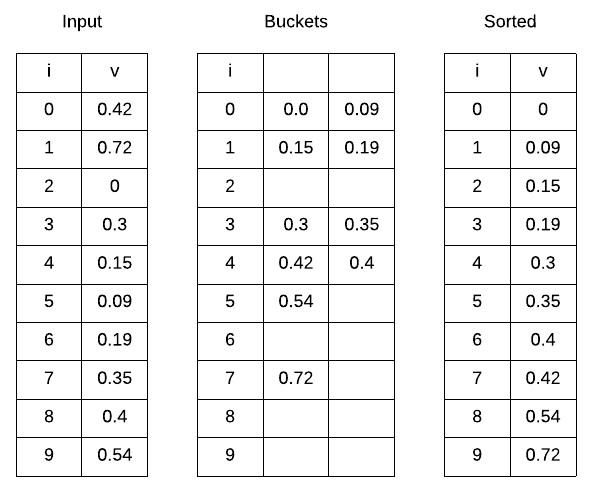 Input Buckets Sorted
i v i i v
0 0.42 0 0.0 0.09 0 0
1 0.72 1 0.15 0.19 1 0.09
2 0 2 2 0.15
3 0.3 3 0.3 0.35 3 0.19
4 0.15 4 0.42 0.4 4 0.3
5 0.09 5 0.54 5 0.35
6 0.19 6 6 0.4
7 0.35 7 0.72 7 0.42
8 0.4 8 8 0.54
9 0.54 9 9 0.72